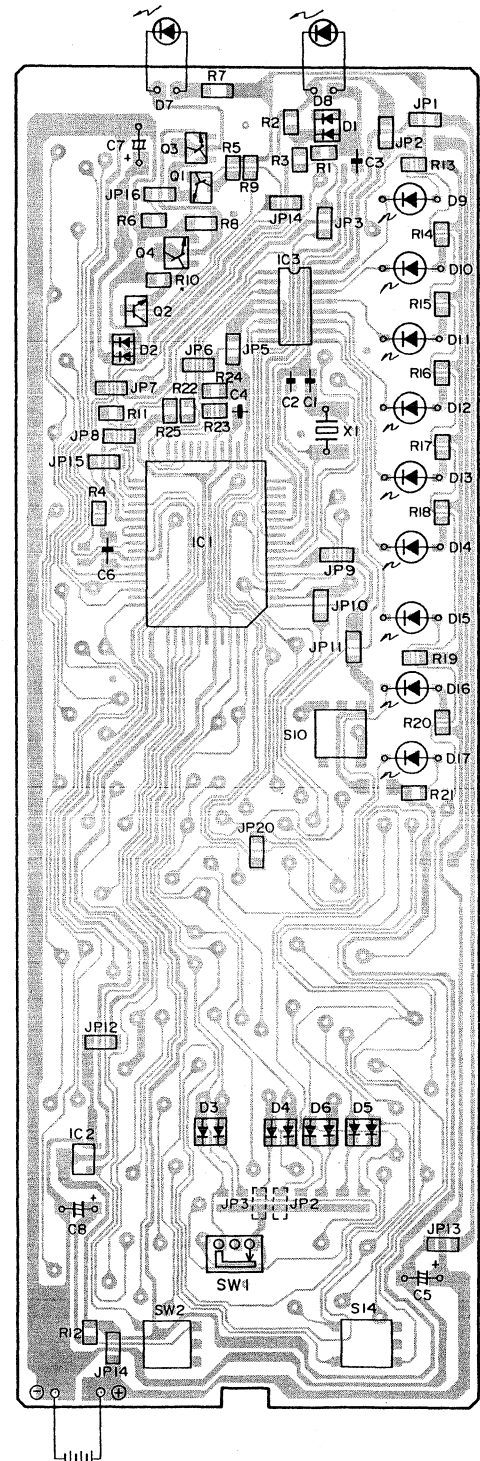 D7
R7
D8
JP1
R2
D1
JP2
C7
+
Q3
R5
R9
R3
R1
C3
R13
Q1
JP16
JP14
D9
R6
R8
JP3
R14
Q4
IC3
D10
R10
R15
Q2
D11
D2
JP6
JP5
R16
R24
JP7
R22
C4
C2
C1
D12
R11
R25
R23
X1
JP8
R17
JP15
D13
R4
R18
IC1
D14
C6
JP9
JP10
D15
JP11
R19
D16
S10
R20
D17
R21
JP20
JP12
D3
D4
D6
D5
IC2
JP3
JP2
+
C8
JP13
SW1
+
C5
R12
SW2
S14
JP14
−
+